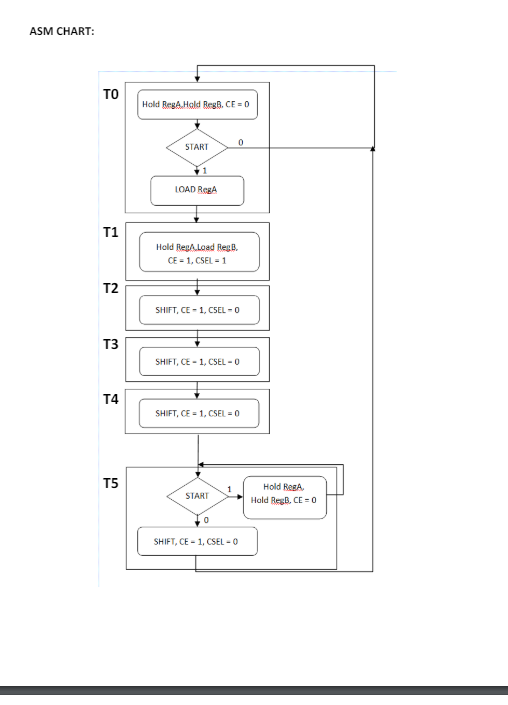 ASM CHART:
T0
Hold RegA,Hold RegB, CE = 0
START
0
1
LOAD RegA
T1
Hold RegA,Load RegB,
CE = 1, CSEL = 1
T2
SHIFT, CE = 1, CSEL = 0
T3
SHIFT, CE = 1, CSEL = 0
T4
SHIFT, CE = 1, CSEL = 0
T5
START
1
Hold RegA,
Hold RegB, CE = 0
0
SHIFT, CE = 1, CSEL = 0